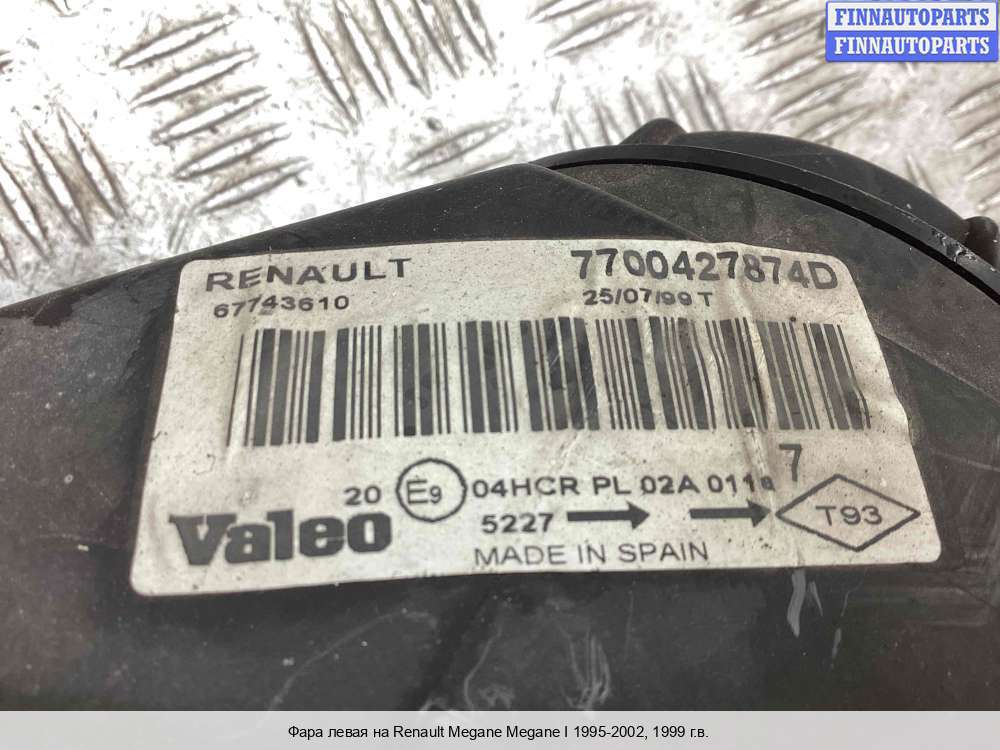 FINNAUTOPARTS
FINNAUTOPARTS
RENAULT 7700427874D
67743610 25/07/99 T
7
20 E9 04HCR PL 02A
Valeo 5227 T93
MADE IN SPAIN
Фара левая на Renault Megane Megane I 1995-2002, 1999 г.в.